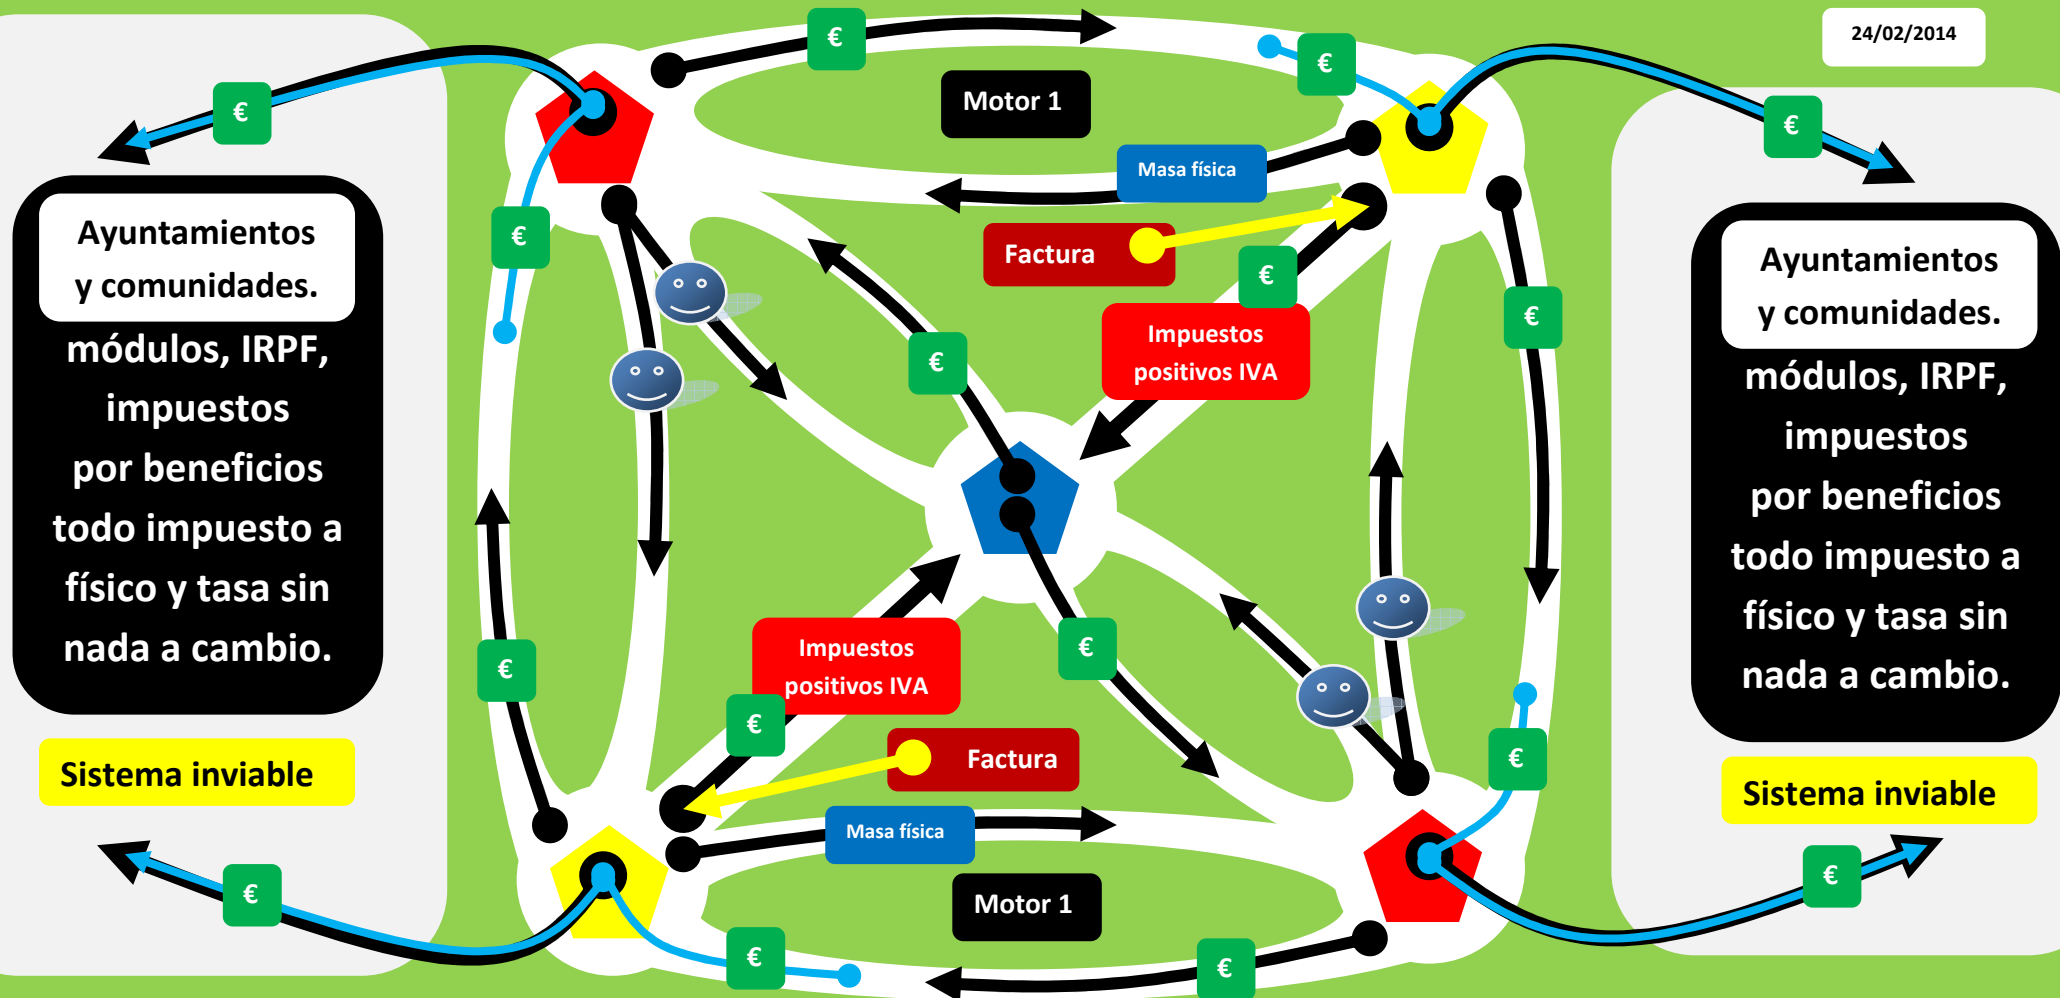 24/02/2014
€
€
€
€
Motor 1
Masa física
Factura
€
€
€
€
Impuestos
positivos IVA
Ayuntamientos
y comunidades.
módulos, IRPF,
impuestos
por beneficios
todo impuesto a
físico y tasa sin
nada a cambio.
Sistema inviable
Ayuntamientos
y comunidades.
módulos, IRPF,
impuestos
por beneficios
todo impuesto a
físico y tasa sin
nada a cambio.
Sistema inviable
€
€
Impuestos
positivos IVA
€
€
Factura
Masa física
Motor 1
€
€
€
€